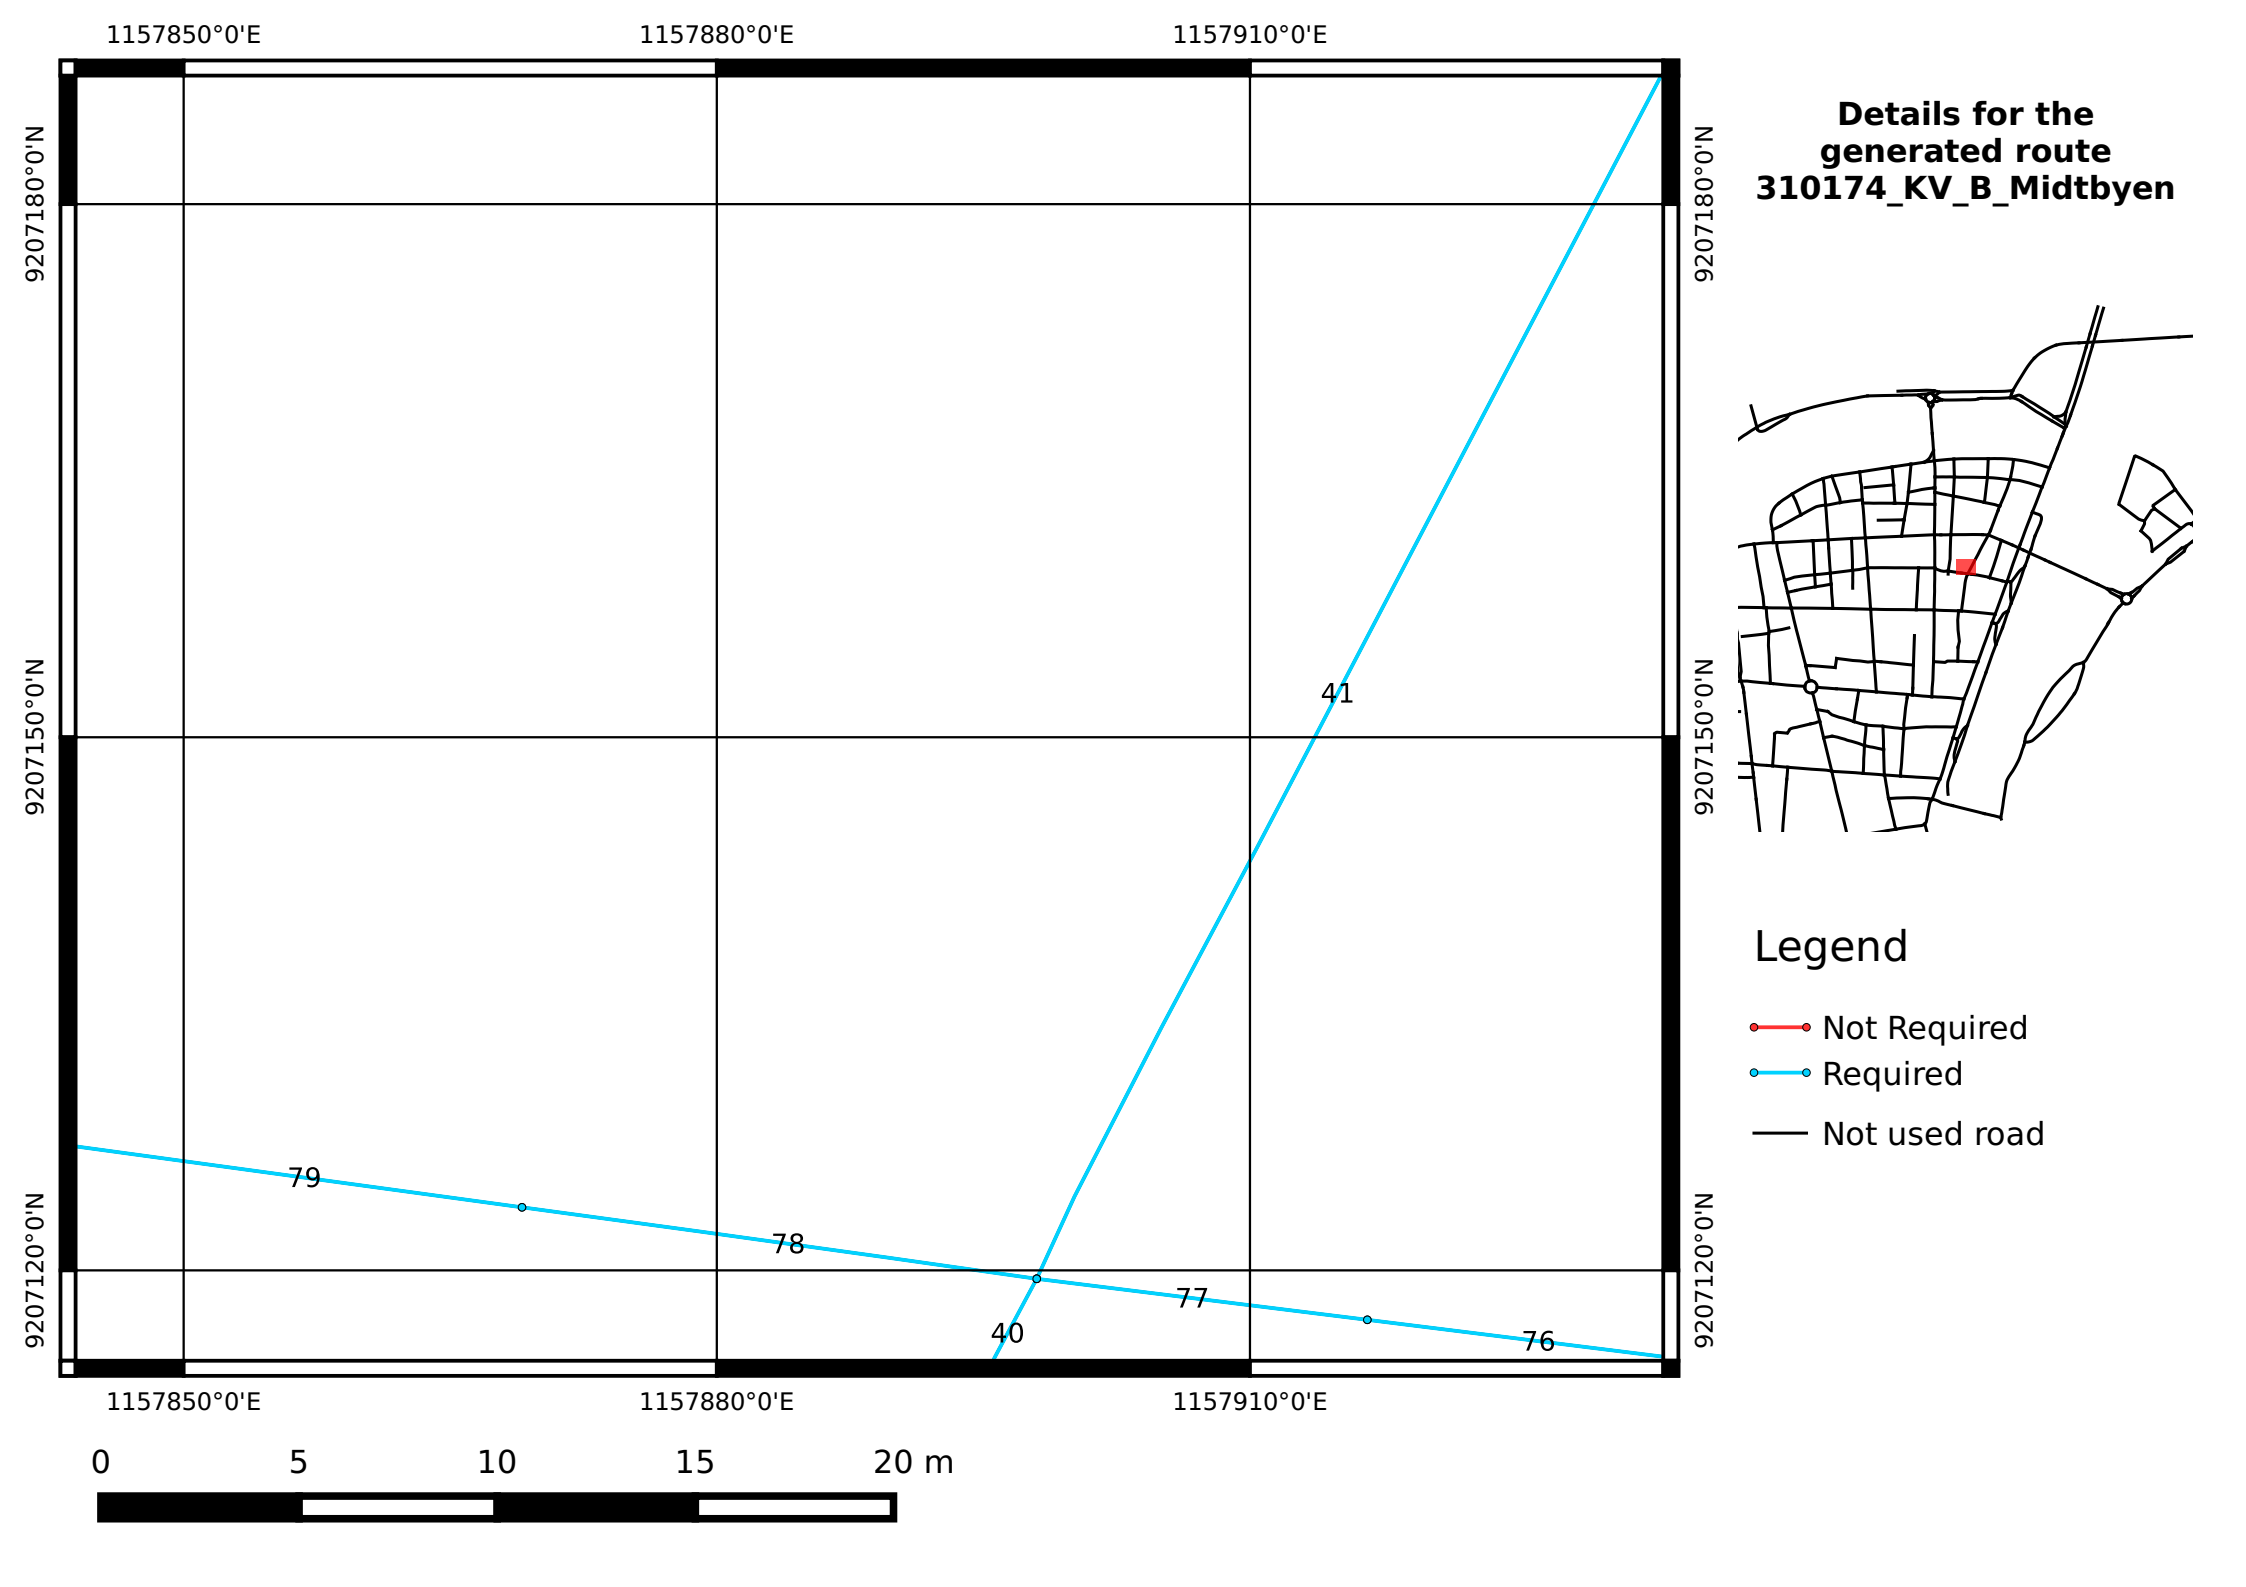 1157850°0'E
1157880°0'E
1157910°0'E
9207180°0'N
9207180°0'N
Details for the
generated route
310174_KV_B_Midtbyen
41
9207150°0'N
9207150°0'N
Legend
Not Required
Required
Not used road
79
78
77
40
76
9207120°0'N
9207120°0'N
1157850°0'E
1157880°0'E
1157910°0'E
0 5 10 15 20 m